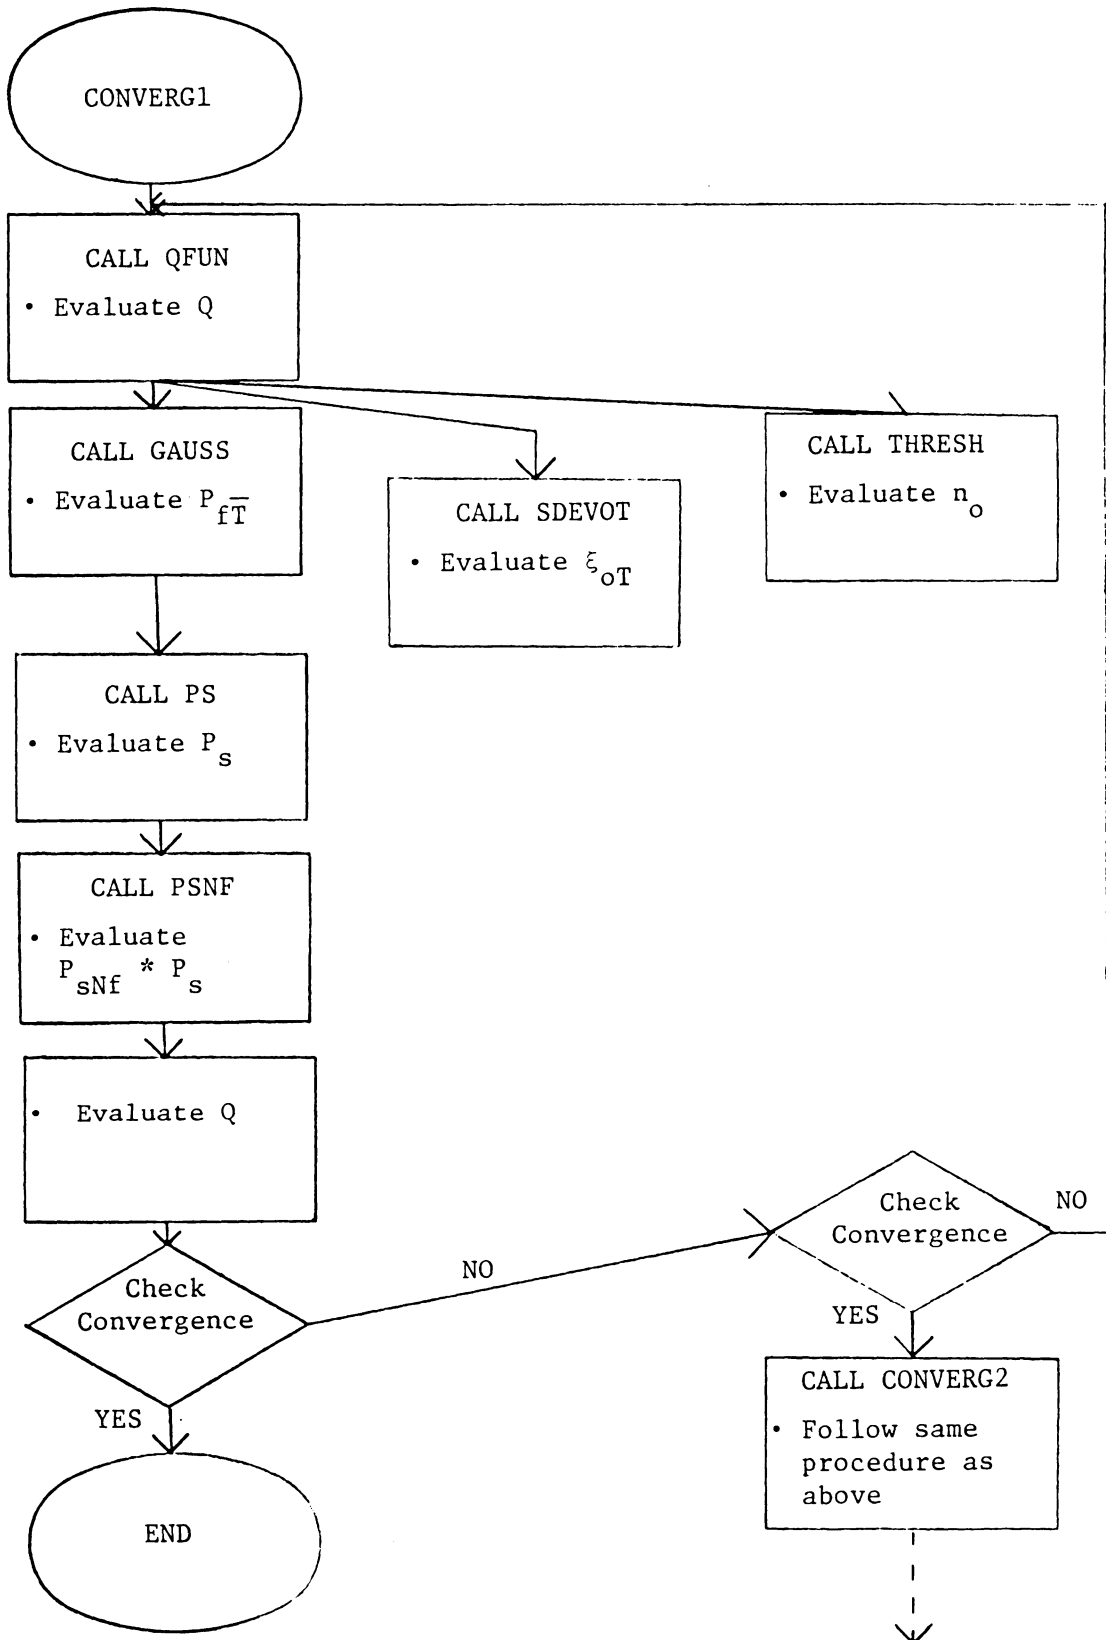 CONVERG1
CALL QFUN
• Evaluate Q
CALL GAUSS
• Evaluate P_fT̅
CALL SDEVOT
• Evaluate ξ_oT
CALL THRESH
• Evaluate n_o
CALL PS
• Evaluate P_s
CALL PSNF
• Evaluate
P_sNf * P_s
• Evaluate Q
Check
Convergence
NO
YES
END
Check
Convergence
NO
YES
CALL CONVERG2
• Follow same
procedure as
above